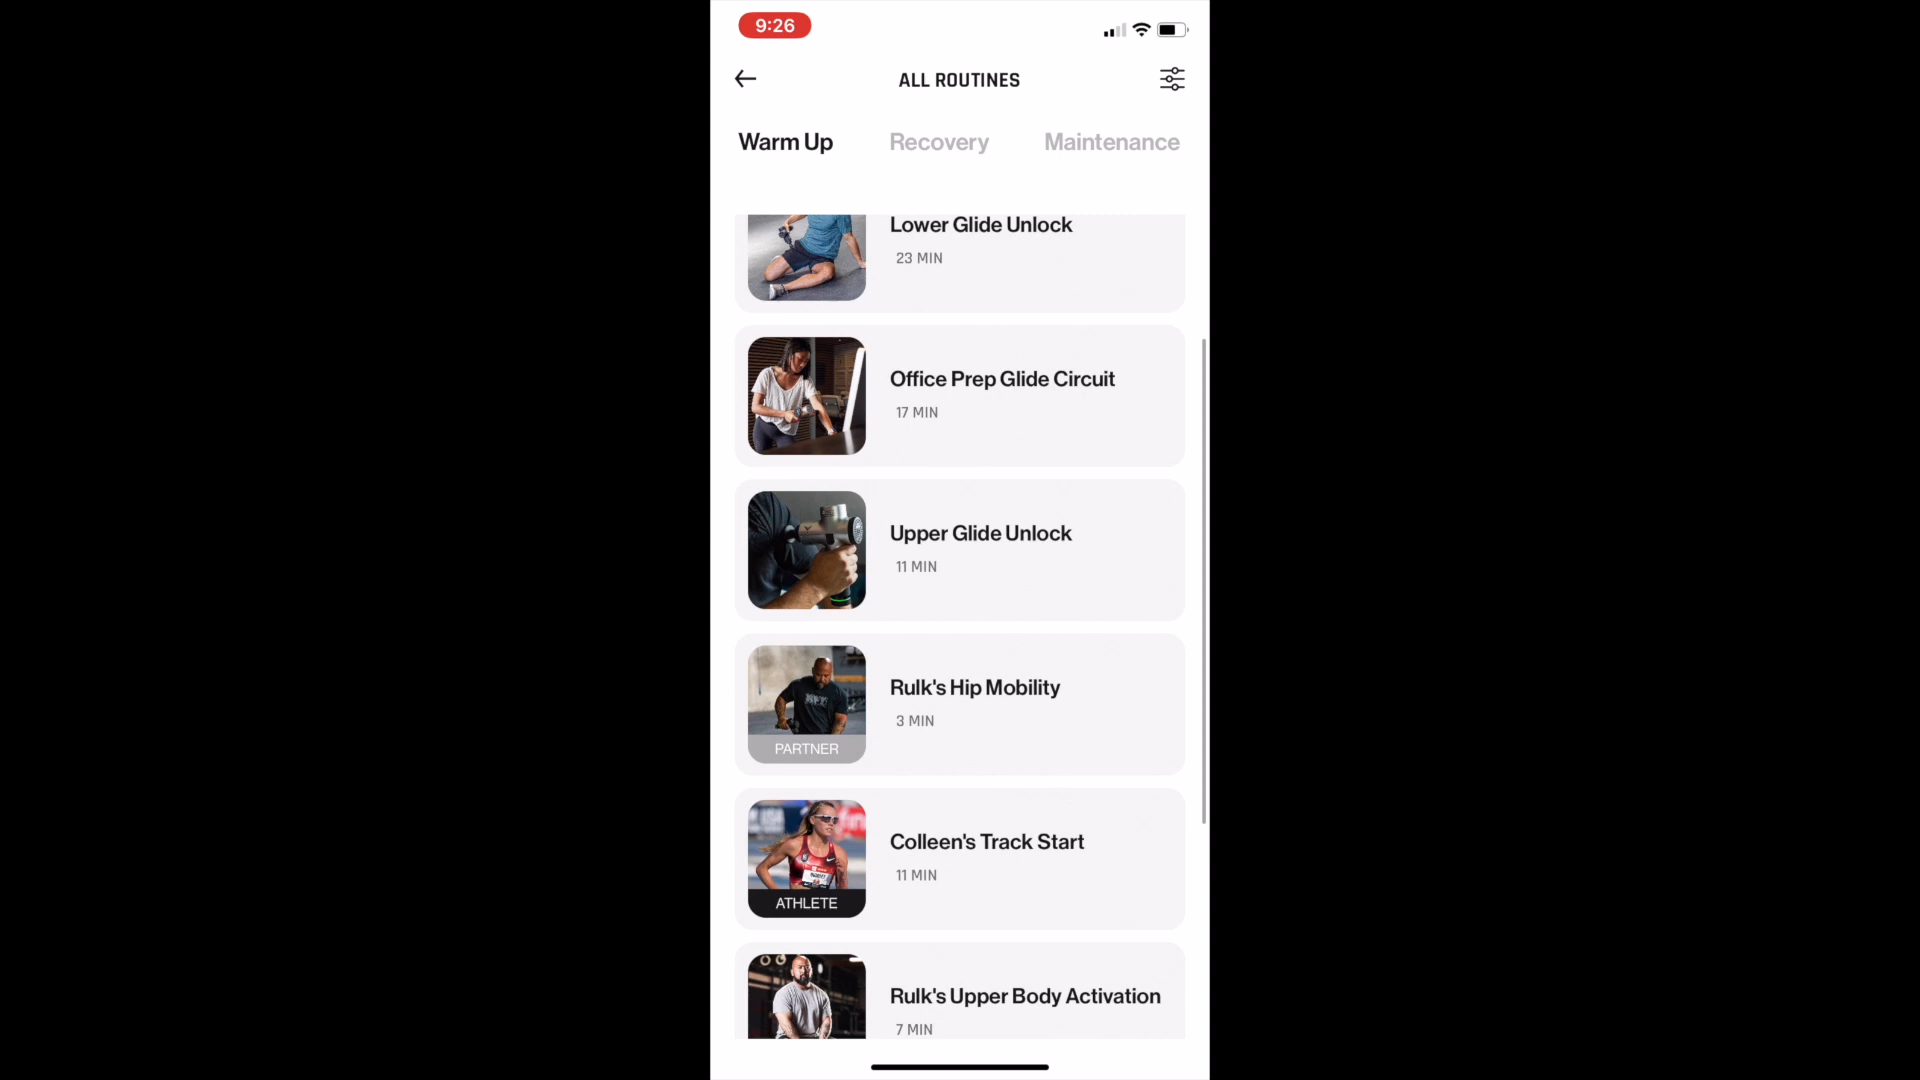 9:26
ALL ROUTINES
Warm Up Recovery Maintenance
Lower Glide Unlock
23 MIN
Office Prep Glide Circuit
17 MIN
Upper Glide Unlock
11 MIN
Rulk's Hip Mobility
3 MIN
PARTNER
Colleen's Track Start
11 MIN
ATHLETE
Rulk's Upper Body Activation
7 MIN